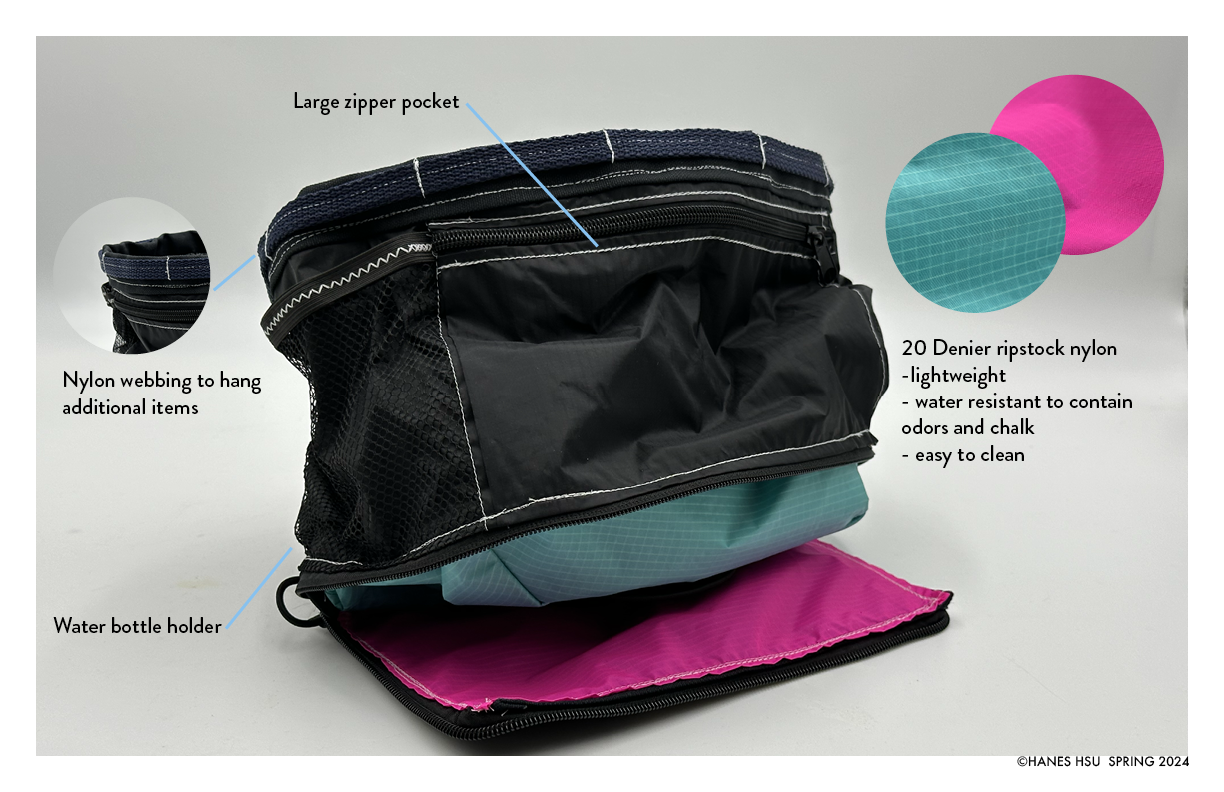 Large zipper pocket
Nylon webbing to hang
additional items
Water bottle holder
20 Denier ripstock nylon
-lightweight
- water resistant to contain
odors and chalk
- easy to clean
©HANES HSU SPRING 2024